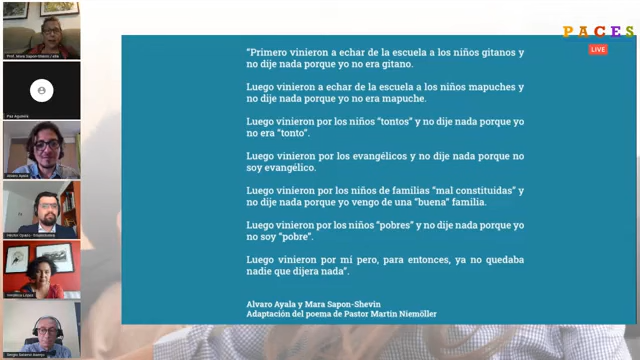 PACES
LIVE
“Primero vinieron a echar de la escuela a los niños gitanos y
no dije nada porque yo no era gitano.
Luego vinieron a echar de la escuela a los niños mapuches y
no dije nada porque yo no era mapuche.
Luego vinieron por los niños “tontos” y no dije nada porque yo
no era “tonto”.
Luego vinieron por los evangélicos y no dije nada porque no
soy evangélico.
Luego vinieron por los niños de familias “mal constituidas” y
no dije nada porque yo vengo de una “buena” familia.
Luego vinieron por los niños “pobres” y no dije nada porque yo
no soy “pobre”.
Luego vinieron por mi pero, para entonces, ya no quedaba
nadie que dijera nada”.
Alvaro Ayala y Mara Sapon-Shevin
Adaptación del poema de Pastor Martin Niemöller
Paz Agurrela
Alvaro Ayala
Verónica López